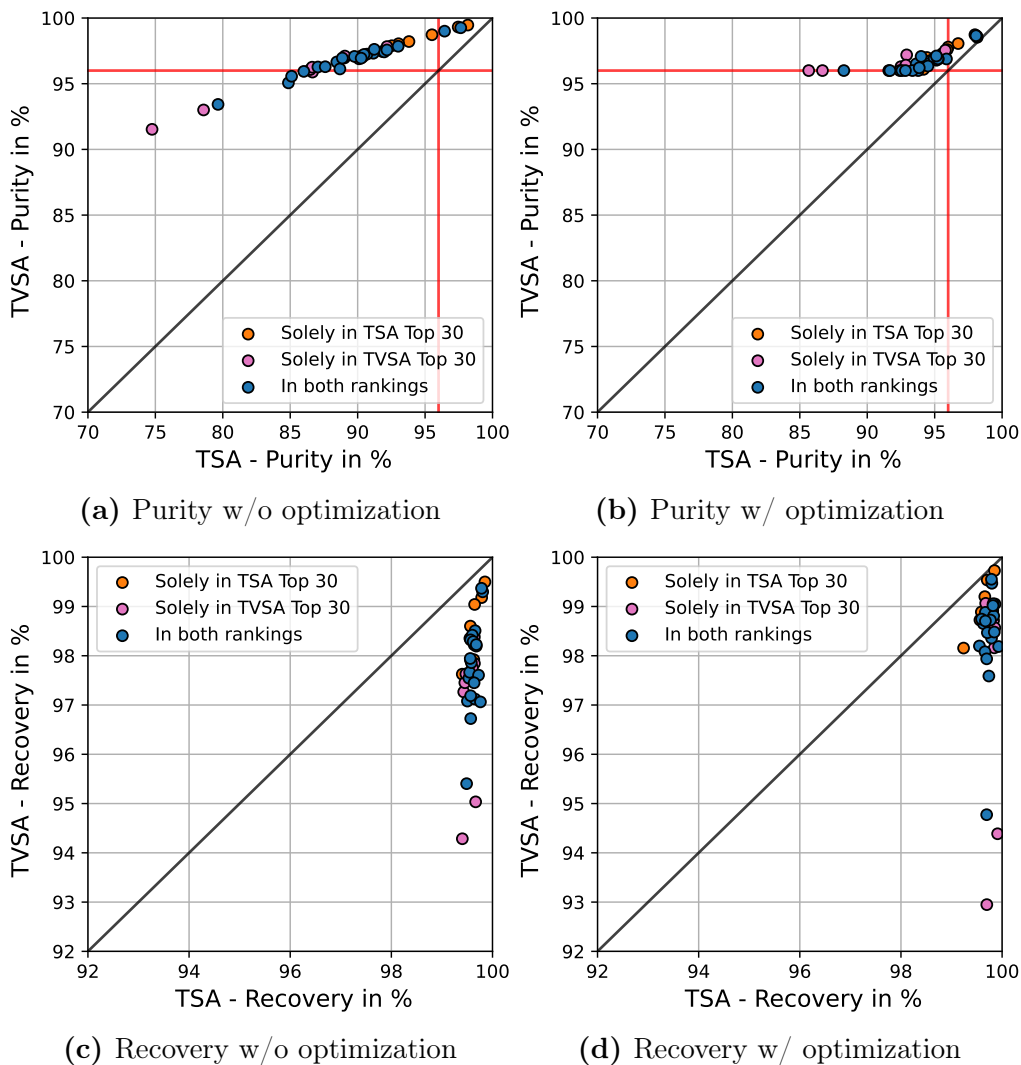 100
95
90
85
80
75
70
TVSA - Purity in %
Solely in TSA Top 30
Solely in TVSA Top 30
In both rankings
70 75 80 85 90 95 100
TSA - Purity in %
(a) Purity w/o optimization
100
95
90
85
80
75
70
TVSA - Purity in %
Solely in TSA Top 30
Solely in TVSA Top 30
In both rankings
70 75 80 85 90 95 100
TSA - Purity in %
(b) Purity w/ optimization
100
99
98
97
96
95
94
93
92
TVSA - Recovery in %
Solely in TSA Top 30
Solely in TVSA Top 30
In both rankings
92 94 96 98 100
TSA - Recovery in %
(c) Recovery w/o optimization
100
99
98
97
96
95
94
93
92
TVSA - Recovery in %
Solely in TSA Top 30
Solely in TVSA Top 30
In both rankings
92 94 96 98 100
TSA - Recovery in %
(d) Recovery w/ optimization